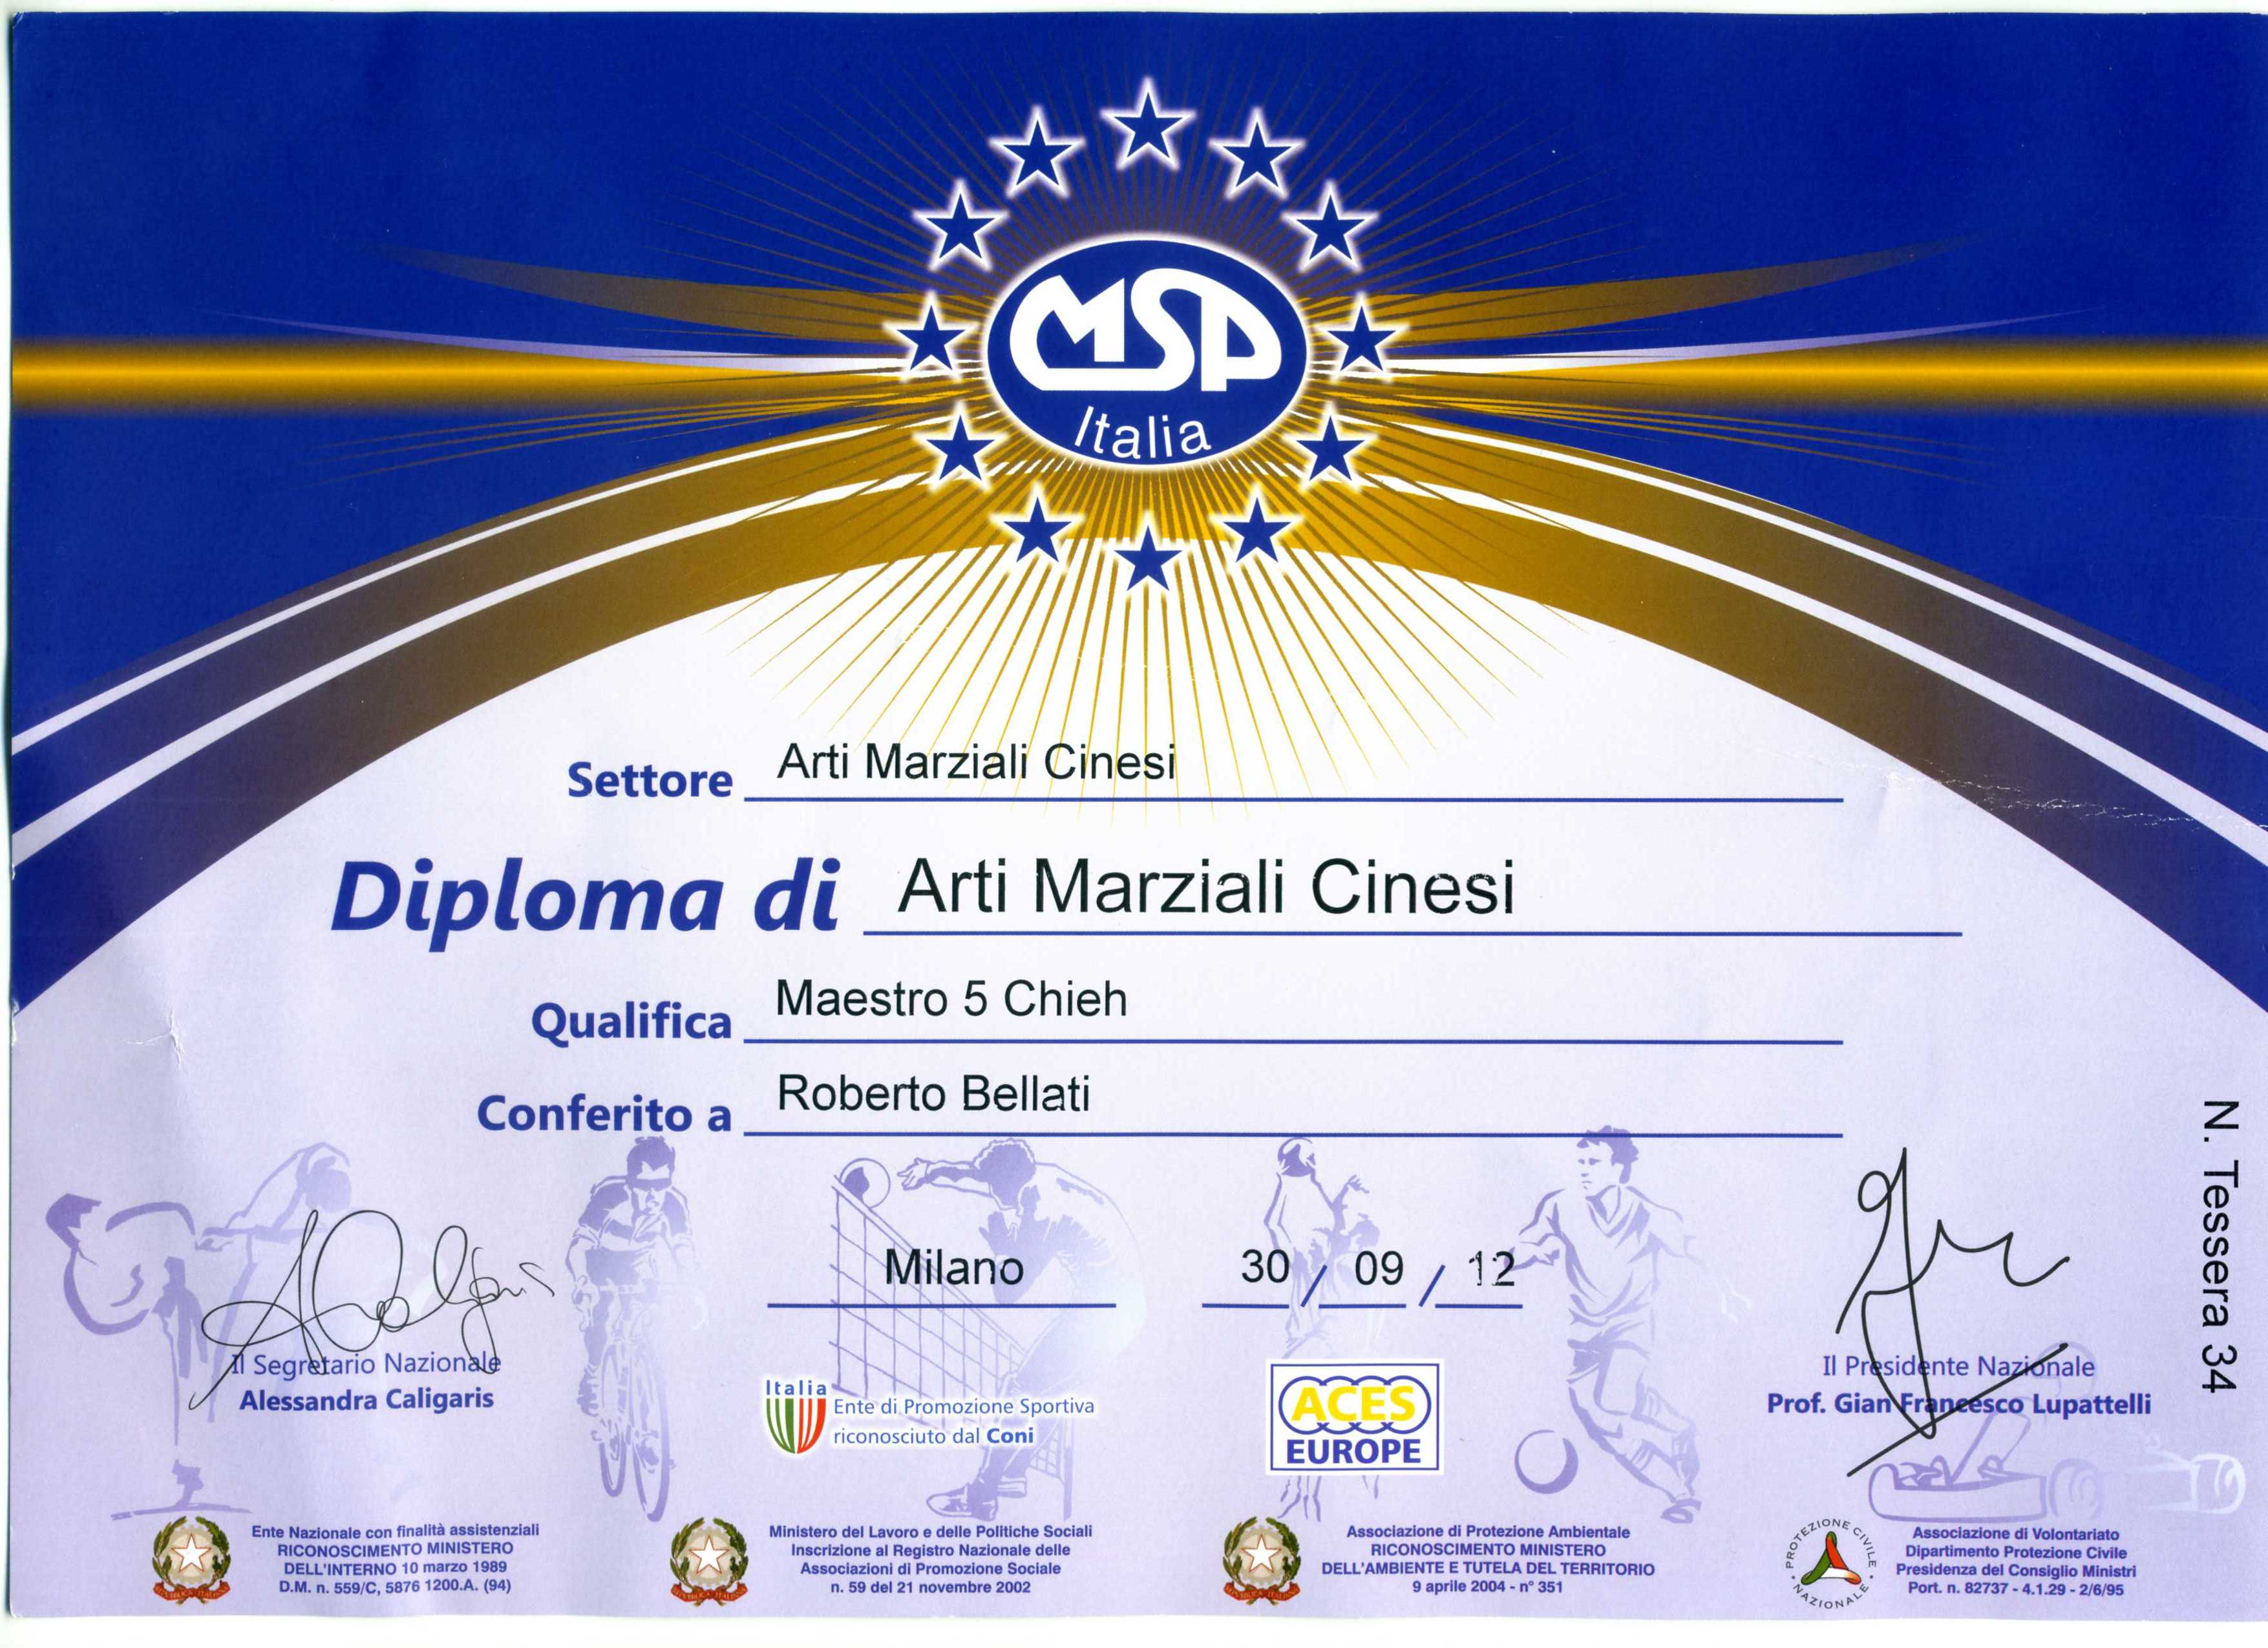 MSP
Italia
Settore Arti Marziali Cinesi
Diploma di Arti Marziali Cinesi
Qualifica Maestro 5 Chieh
Conferito a Roberto Bellati
N. Tessera 34
Milano 30 / 09 / 12
Il Segretario Nazionale
Alessandra Caligaris
Il Presidente Nazionale
Prof. Gian Francesco Lupattelli
Italia
Ente di Promozione Sportiva
riconosciuto dal Coni
ACES
EUROPE
Ente Nazionale con finalità assistenziali
RICONOSCIMENTO MINISTERO
DELL'INTERNO 10 marzo 1989
D.M. n. 559/C, 5876 1200.A. (94)
Ministero del Lavoro e delle Politiche Sociali
Inscrizione al Registro Nazionale delle
Associazioni di Promozione Sociale
n. 59 del 21 novembre 2002
Associazione di Protezione Ambientale
RICONOSCIMENTO MINISTERO
DELL'AMBIENTE E TUTELA DEL TERRITORIO
9 aprile 2004 - n° 351
PROTEZIONE CIVILE
NAZIONALE
Associazione di Volontariato
Dipartimento Protezione Civile
Presidenza del Consiglio Ministri
Port. n. 82737 - 4.1.29 - 2/6/95